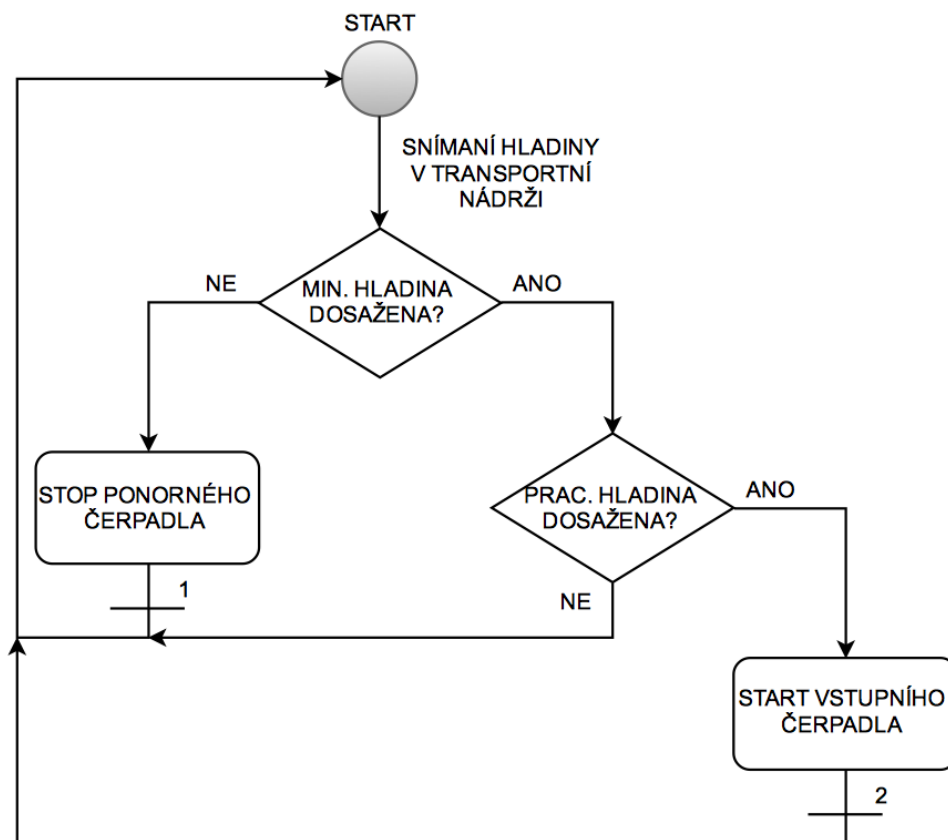 START
SNÍMANÍ HLADINY
V TRANSPORTNÍ
NÁDRŽI
NE
MIN. HLADINA
DOSAŽENA?
ANO
STOP PONORNÉHO
ČERPADLA
1
PRAC. HLADINA
DOSAŽENA?
ANO
NE
START VSTUPNÍHO
ČERPADLA
2